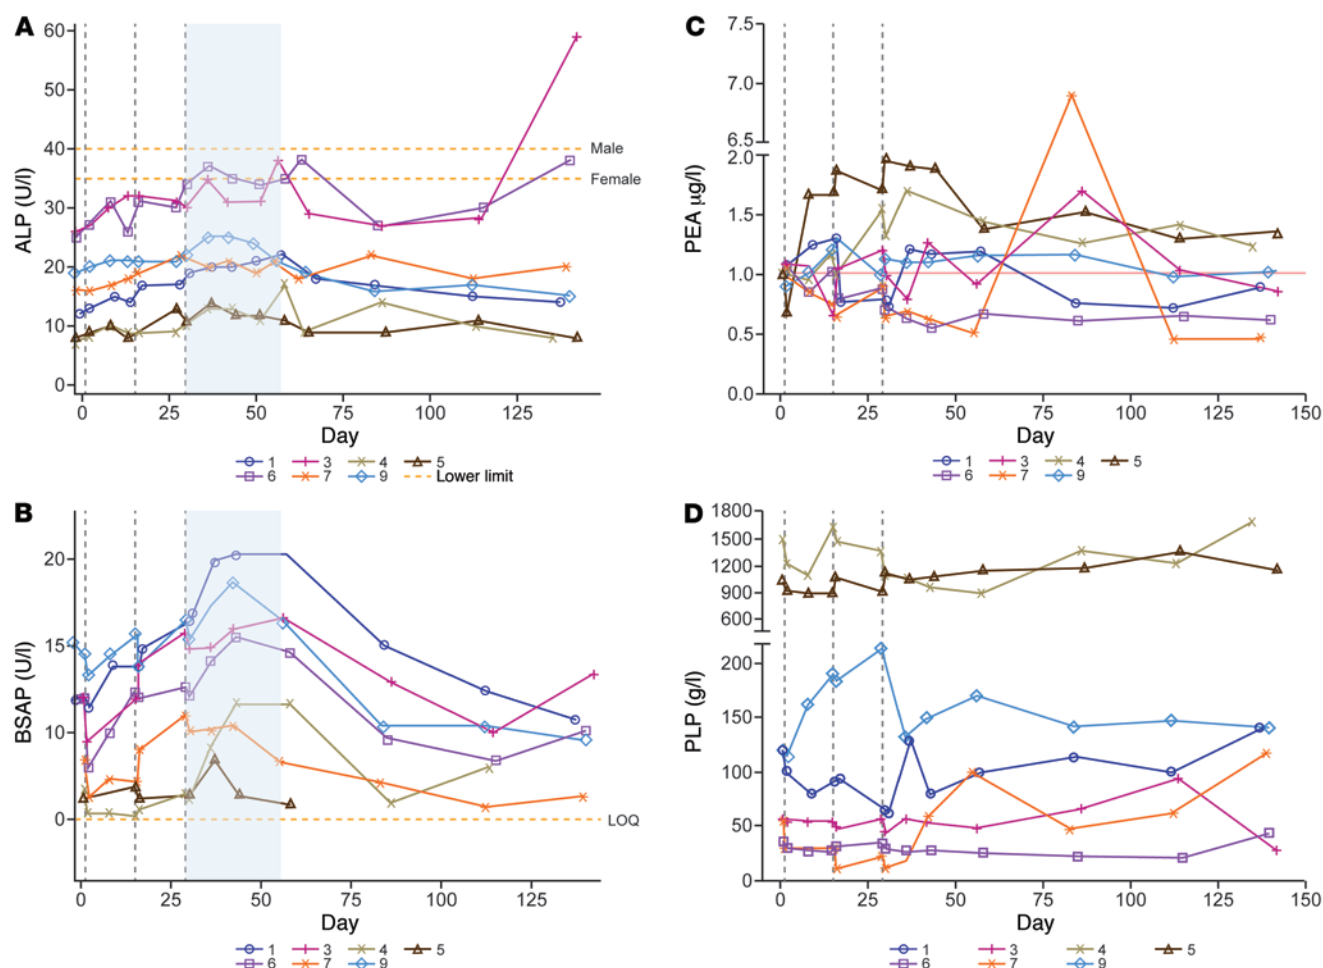 A
60
50
40
30
20
10
0
ALP (U/l)
Male
Female
0 25 50 75 100 125
Day
1 3 4 5
6 7 9 Lower limit
C
7.5
7.0
6.5
2.0
1.5
1.0
0.5
0.0
PEA µg/l)
0 25 50 75 100 125 150
Day
1 3 4 5
6 7 9
B
20
15
10
0
BSAP (U/l)
LOQ
0 25 50 75 100 125
Day
1 3 4 5
6 7 9
D
1800
1500
1200
900
600
200
150
100
50
0
PLP (g/l)
0 25 50 75 100 125 150
Day
1 3 4 5
6 7 9